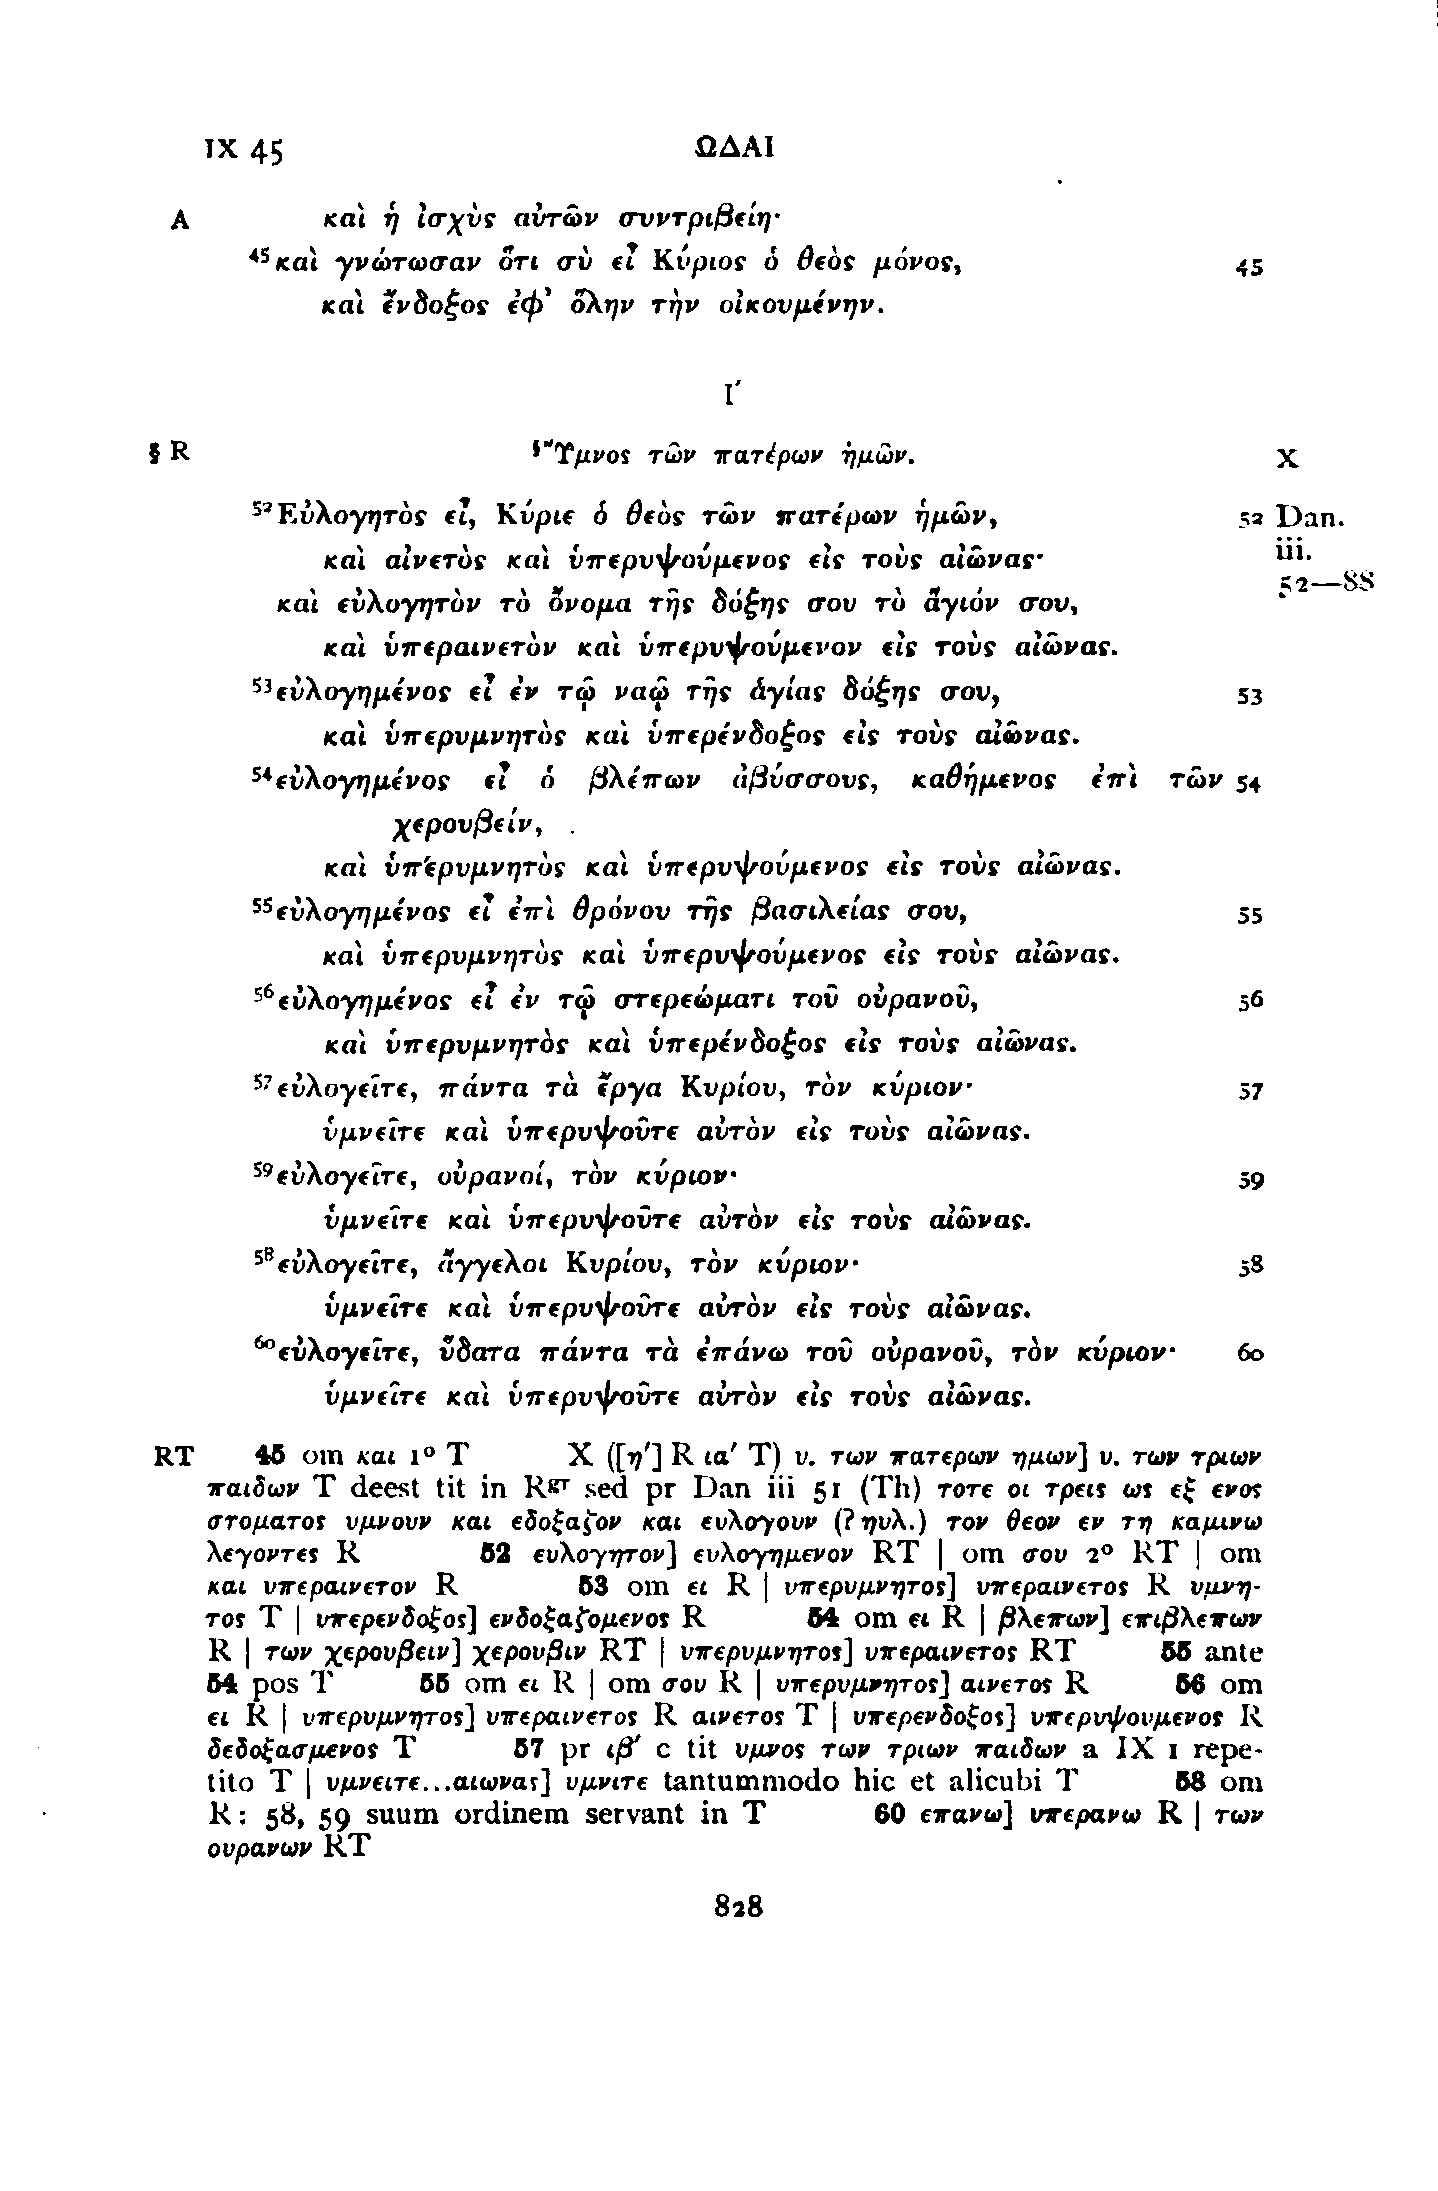 IX 45 ΩΔΑΙ
A καὶ ἡ ἰσχὺς αὐτῶν συντριβείη·
⁴⁵καὶ γνώτωσαν ὅτι σὺ εἶ Κύριος ὁ θεὸς μόνος, 45
καὶ ἔνδοξος ἐφ' ὅλην τὴν οἰκουμένην.
Ι΄
§ R §Ὕμνος τῶν πατέρων ἡμῶν. X
⁵²Εὐλογητὸς εἶ, Κύριε ὁ θεὸς τῶν πατέρων ἡμῶν, 52 Dan.
καὶ αἰνετὸς καὶ ὑπερυψούμενος εἰς τοὺς αἰῶνας· iii.
καὶ εὐλογητὸν τὸ ὄνομα τῆς δόξης σου τὸ ἅγιόν σου, 52—88
καὶ ὑπεραινετὸν καὶ ὑπερυψούμενον εἰς τοὺς αἰῶνας.
⁵³εὐλογημένος εἶ ἐν τῷ ναῷ τῆς ἁγίας δόξης σου, 53
καὶ ὑπερυμνητὸς καὶ ὑπερένδοξος εἰς τοὺς αἰῶνας.
⁵⁴εὐλογημένος εἶ ὁ βλέπων ἀβύσσους, καθήμενος ἐπὶ τῶν 54
χερουβείν,
καὶ ὑπερυμνητὸς καὶ ὑπερυψούμενος εἰς τοὺς αἰῶνας.
⁵⁵εὐλογημένος εἶ ἐπὶ θρόνου τῆς βασιλείας σου, 55
καὶ ὑπερυμνητὸς καὶ ὑπερυψούμενος εἰς τοὺς αἰῶνας.
⁵⁶εὐλογημένος εἶ ἐν τῷ στερεώματι τοῦ οὐρανοῦ, 56
καὶ ὑπερυμνητὸς καὶ ὑπερένδοξος εἰς τοὺς αἰῶνας.
⁵⁷εὐλογεῖτε, πάντα τὰ ἔργα Κυρίου, τὸν κύριον· 57
ὑμνεῖτε καὶ ὑπερυψοῦτε αὐτὸν εἰς τοὺς αἰῶνας.
⁵⁹εὐλογεῖτε, οὐρανοί, τὸν κύριον· 59
ὑμνεῖτε καὶ ὑπερυψοῦτε αὐτὸν εἰς τοὺς αἰῶνας.
⁵⁸εὐλογεῖτε, ἄγγελοι Κυρίου, τὸν κύριον· 58
ὑμνεῖτε καὶ ὑπερυψοῦτε αὐτὸν εἰς τοὺς αἰῶνας.
⁶⁰εὐλογεῖτε, ὕδατα πάντα τὰ ἐπάνω τοῦ οὐρανοῦ, τὸν κύριον· 60
ὑμνεῖτε καὶ ὑπερυψοῦτε αὐτὸν εἰς τοὺς αἰῶνας.
RT 45 om και 1° T X ([η΄] R ια΄ T) υ. των πατερων ημων] υ. των τριων
παιδων T deest tit in Rᵍʳ sed pr Dan iii 51 (Th) τοτε οι τρεις ως εξ ενος
στοματος υμνουν και εδοξαζον και ευλογουν (? ηυλ.) τον θεον εν τη καμινω
λεγοντες R 52 ευλογητον] ευλογημενον RT | om σου 2° RT | om
και υπεραινετον R 53 om ει R | υπερυμνητος] υπεραινετος R υμνη-
τος T | υπερενδοξος] ενδοξαζομενος R 54 om ει R | βλεπων] επιβλεπων
R | των χερουβειν] χερουβιν RT | υπερυμνητος] υπεραινετος RT 55 ante
54 pos T 55 om ει R | om σου R | υπερυμνητος] αινετος R 56 om
ει R | υπερυμνητος] υπεραινετος R αινετος T | υπερενδοξος] υπερυψουμενος R
δεδοξασμενος T 57 pr ιβ΄ c tit υμνος των τριων παιδων a IX 1 repe-
tito T | υμνειτε...αιωνας] υμνιτε tantummodo hic et alicubi T 58 om
R: 58, 59 suum ordinem servant in T 60 επανω] υπερανω R | των
ουρανων RT
828